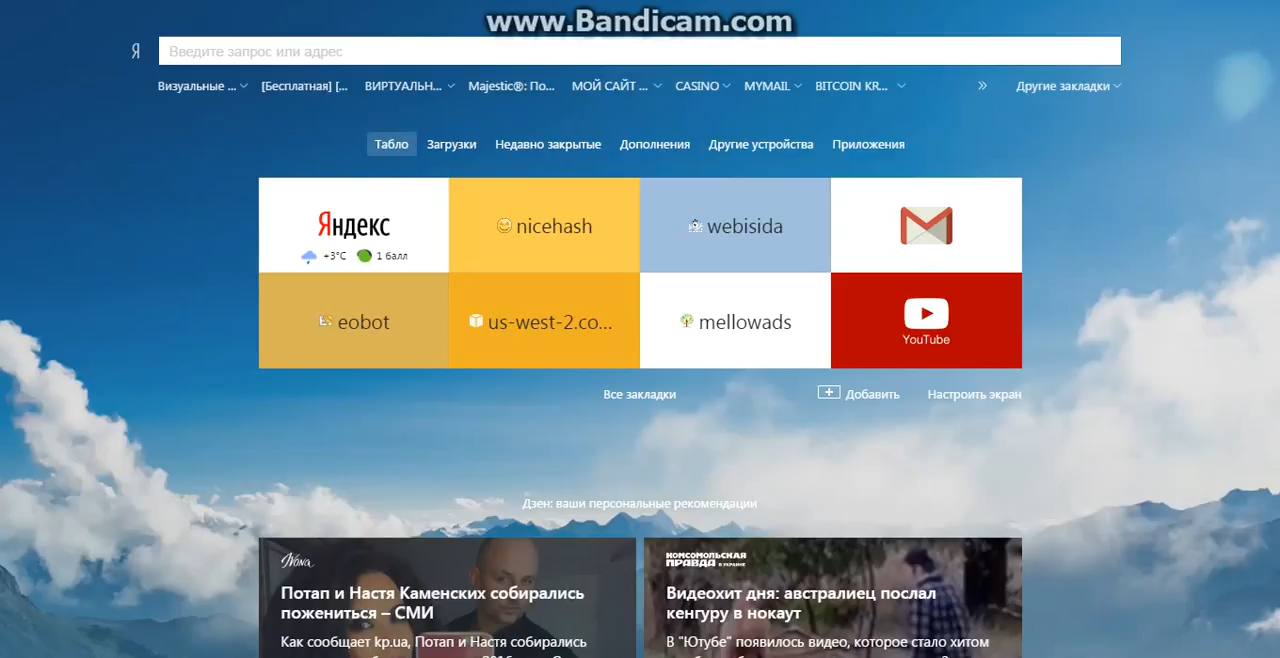 www.Bandicam.com
Я Введите запрос или адрес
Визуальные ... [Бесплатная] [... ВИРТУАЛЬН... Majestic®: По... МОЙ САЙТ ... CASINO MYMAIL BITCOIN KR... » Другие закладки
Табло Загрузки Недавно закрытые Дополнения Другие устройства Приложения
Яндекс
+3°C 1 балл
nicehash
webisida
eobot
us-west-2.co...
mellowads
YouTube
Все закладки Добавить Настроить экран
Дзен: ваши персональные рекомендации
Ivona
Потап и Настя Каменских собирались
пожениться – СМИ
Как сообщает kp.ua, Потап и Настя собирались
КОМСОМОЛЬСКАЯ
ПРАВДА В УКРАИНЕ
Видеохит дня: австралиец послал
кенгуру в нокаут
В "Ютубе" появилось видео, которое стало хитом